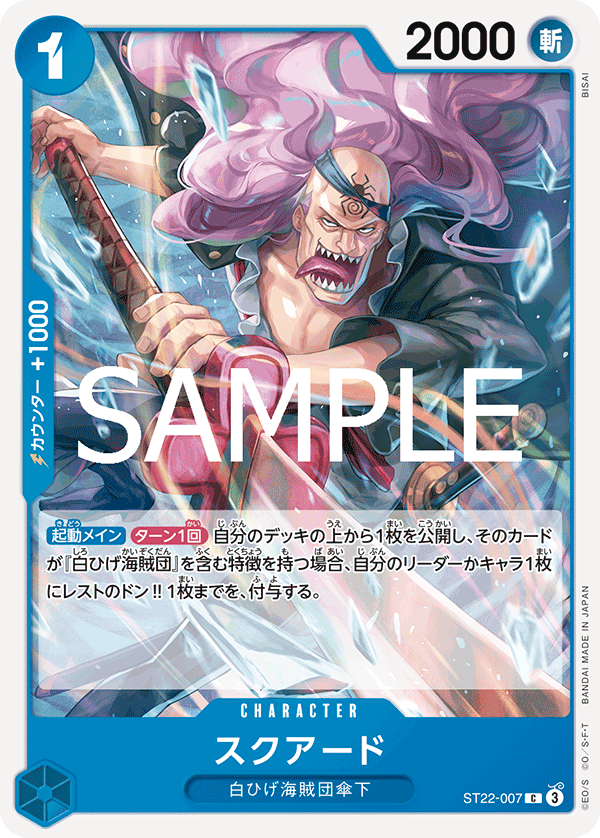 1
2000
斬
BISAI
カウンター +1000
SAMPLE
起動メイン ターン1回 自分のデッキの上から1枚を公開し、そのカード
が『白ひげ海賊団』を含む特徴を持つ場合、自分のリーダーかキャラ1枚
にレストのドン!! 1枚までを、付与する。
CHARACTER
スクアード
白ひげ海賊団傘下
ST22-007 C 3
©E.O/S ©O/S・F・T BANDAI MADE IN JAPAN